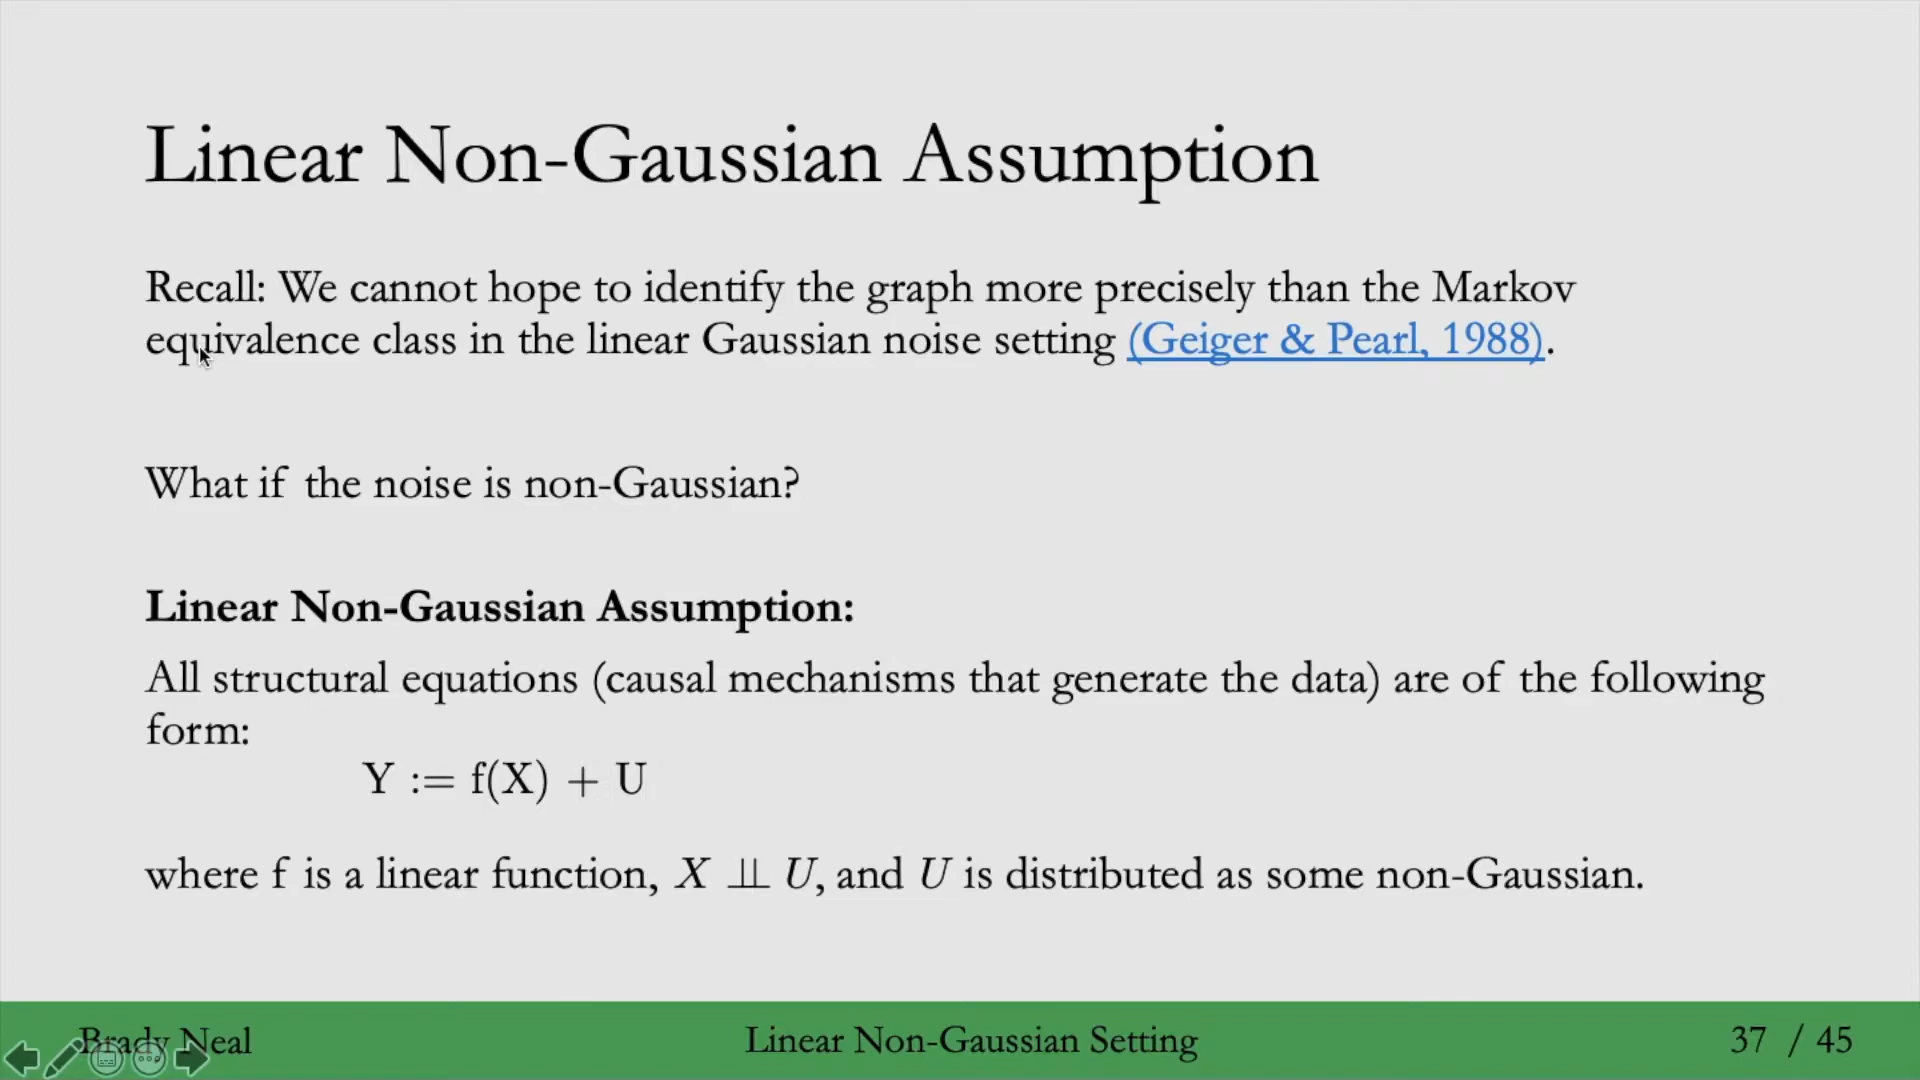 Linear Non-Gaussian Assumption
Recall: We cannot hope to identify the graph more precisely than the Markov
equivalence class in the linear Gaussian noise setting (Geiger & Pearl, 1988).
What if the noise is non-Gaussian?
Linear Non-Gaussian Assumption:
All structural equations (causal mechanisms that generate the data) are of the following
form:
Y := f(X) + U
where f is a linear function, X ⫫ U, and U is distributed as some non-Gaussian.
Brady Neal
Linear Non-Gaussian Setting
37 / 45